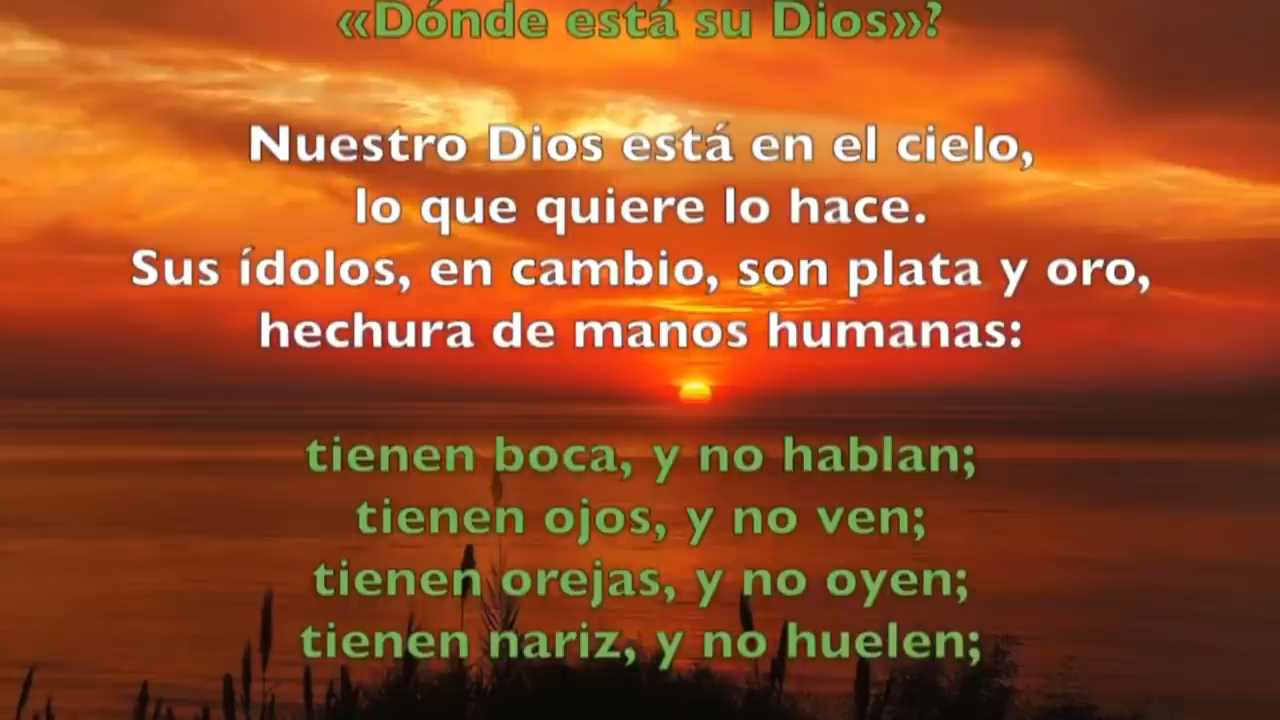 «Dónde está su Dios»?
Nuestro Dios está en el cielo,
lo que quiere lo hace.
Sus ídolos, en cambio, son plata y oro,
hechura de manos humanas:
tienen boca, y no hablan;
tienen ojos, y no ven;
tienen orejas, y no oyen;
tienen nariz, y no huelen;